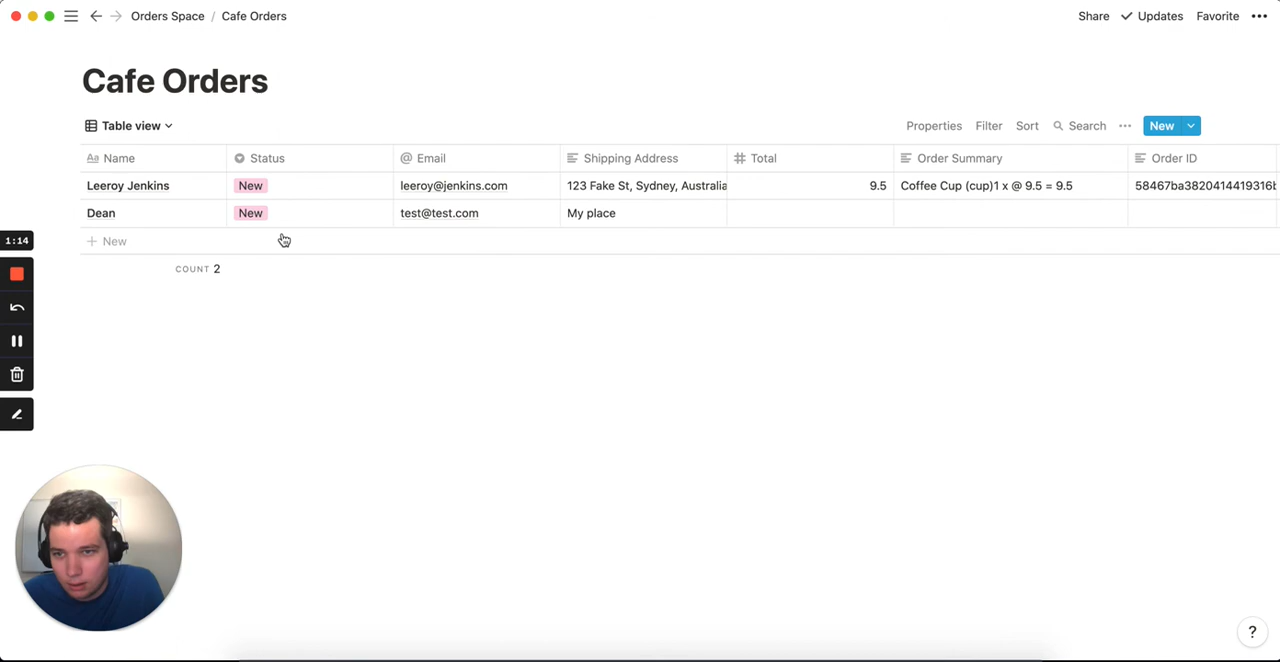 Orders Space / Cafe Orders
Share Updates Favorite
Cafe Orders
Table view
Properties Filter Sort Search New
Aa Name Status @ Email Shipping Address # Total Order Summary Order ID
Leeroy Jenkins New leeroy@jenkins.com 123 Fake St, Sydney, Australia 9.5 Coffee Cup (cup)1 x @ 9.5 = 9.5 58467ba3820414419316b
Dean New test@test.com My place
+ New
COUNT 2
1:14
?